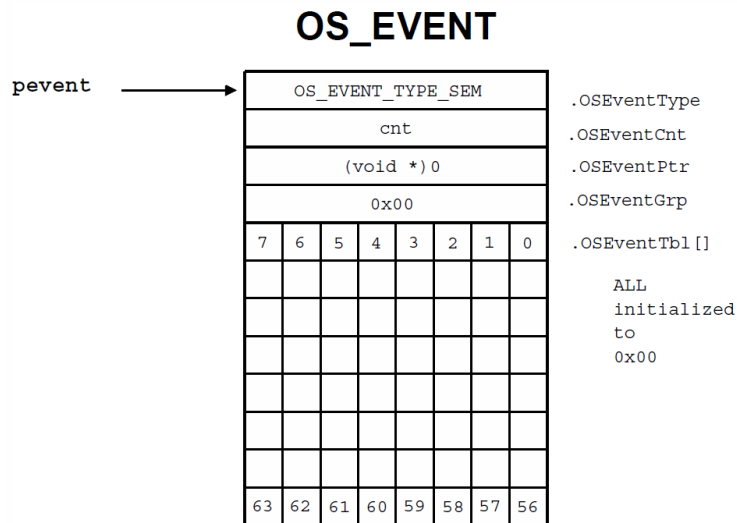 OS_EVENT
pevent
OS_EVENT_TYPE_SEM .OSEventType
cnt .OSEventCnt
(void *)0 .OSEventPtr
0x00 .OSEventGrp
7 6 5 4 3 2 1 0 .OSEventTbl[]
ALL
initialized
to
0x00
63 62 61 60 59 58 57 56